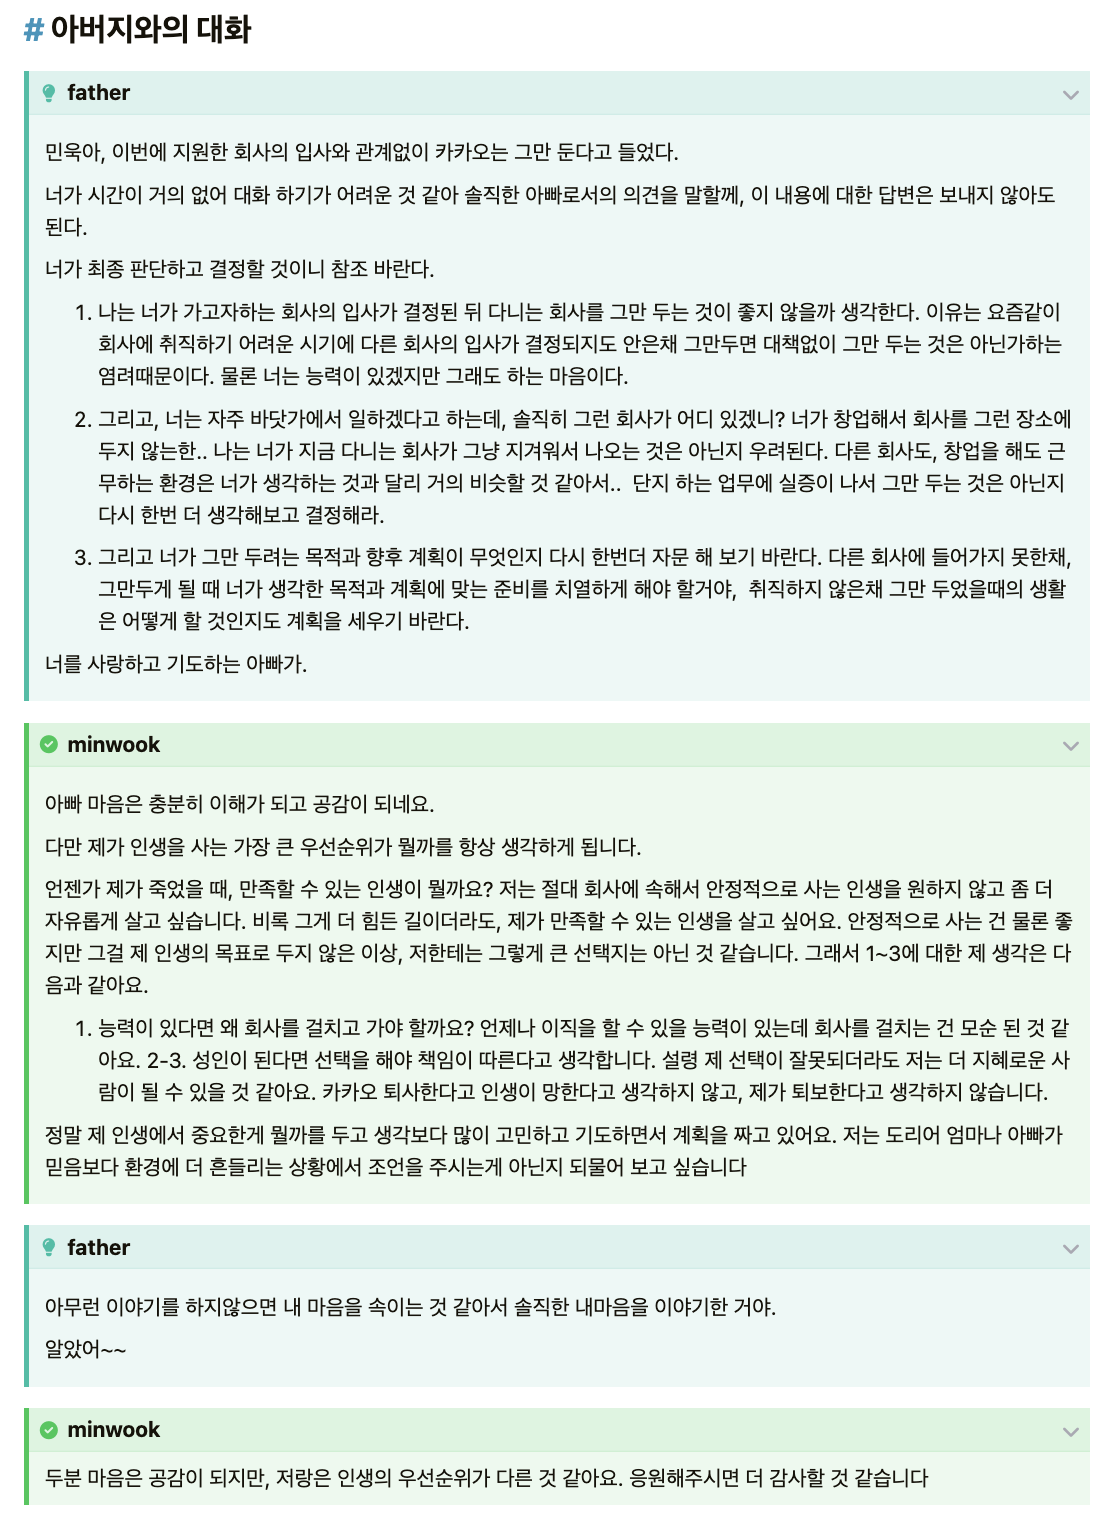 # 아버지와의 대화
father
민욱아, 이번에 지원한 회사의 입사와 관계없이 카카오는 그만 둔다고 들었다.
너가 시간이 거의 없어 대화 하기가 어려운 것 같아 솔직한 아빠로서의 의견을 말할께, 이 내용에 대한 답변은 보내지 않아도
된다.
너가 최종 판단하고 결정할 것이니 참조 바란다.
1. 나는 너가 가고자하는 회사의 입사가 결정된 뒤 다니는 회사를 그만 두는 것이 좋지 않을까 생각한다. 이유는 요즘같이
회사에 취직하기 어려운 시기에 다른 회사의 입사가 결정되지도 안은채 그만두면 대책없이 그만 두는 것은 아닌가하는
염려때문이다. 물론 너는 능력이 있겠지만 그래도 하는 마음이다.
2. 그리고, 너는 자주 바닷가에서 일하겠다고 하는데, 솔직히 그런 회사가 어디 있겠니? 너가 창업해서 회사를 그런 장소에
두지 않는한.. 나는 너가 지금 다니는 회사가 그냥 지겨워서 나오는 것은 아닌지 우려된다. 다른 회사도, 창업을 해도 근
무하는 환경은 너가 생각하는 것과 달리 거의 비슷할 것 같아서.. 단지 하는 업무에 실증이 나서 그만 두는 것은 아닌지
다시 한번 더 생각해보고 결정해라.
3. 그리고 너가 그만 두려는 목적과 향후 계획이 무엇인지 다시 한번더 자문 해 보기 바란다. 다른 회사에 들어가지 못한채,
그만두게 될 때 너가 생각한 목적과 계획에 맞는 준비를 치열하게 해야 할거야, 취직하지 않은채 그만 두었을때의 생활
은 어떻게 할 것인지도 계획을 세우기 바란다.
너를 사랑하고 기도하는 아빠가.
minwook
아빠 마음은 충분히 이해가 되고 공감이 되네요.
다만 제가 인생을 사는 가장 큰 우선순위가 뭘까를 항상 생각하게 됩니다.
언젠가 제가 죽었을 때, 만족할 수 있는 인생이 뭘까요? 저는 절대 회사에 속해서 안정적으로 사는 인생을 원하지 않고 좀 더
자유롭게 살고 싶습니다. 비록 그게 더 힘든 길이더라도, 제가 만족할 수 있는 인생을 살고 싶어요. 안정적으로 사는 건 물론 좋
지만 그걸 제 인생의 목표로 두지 않은 이상, 저한테는 그렇게 큰 선택지는 아닌 것 같습니다. 그래서 1~3에 대한 제 생각은 다
음과 같아요.
1. 능력이 있다면 왜 회사를 걸치고 가야 할까요? 언제나 이직을 할 수 있을 능력이 있는데 회사를 걸치는 건 모순 된 것 같
아요. 2-3. 성인이 된다면 선택을 해야 책임이 따른다고 생각합니다. 설령 제 선택이 잘못되더라도 저는 더 지혜로운 사
람이 될 수 있을 것 같아요. 카카오 퇴사한다고 인생이 망한다고 생각하지 않고, 제가 퇴보한다고 생각하지 않습니다.
정말 제 인생에서 중요한게 뭘까를 두고 생각보다 많이 고민하고 기도하면서 계획을 짜고 있어요. 저는 도리어 엄마나 아빠가
믿음보다 환경에 더 흔들리는 상황에서 조언을 주시는게 아닌지 되물어 보고 싶습니다
father
아무런 이야기를 하지않으면 내 마음을 속이는 것 같아서 솔직한 내마음을 이야기한 거야.
알았어~~
minwook
두분 마음은 공감이 되지만, 저랑은 인생의 우선순위가 다른 것 같아요. 응원해주시면 더 감사할 것 같습니다